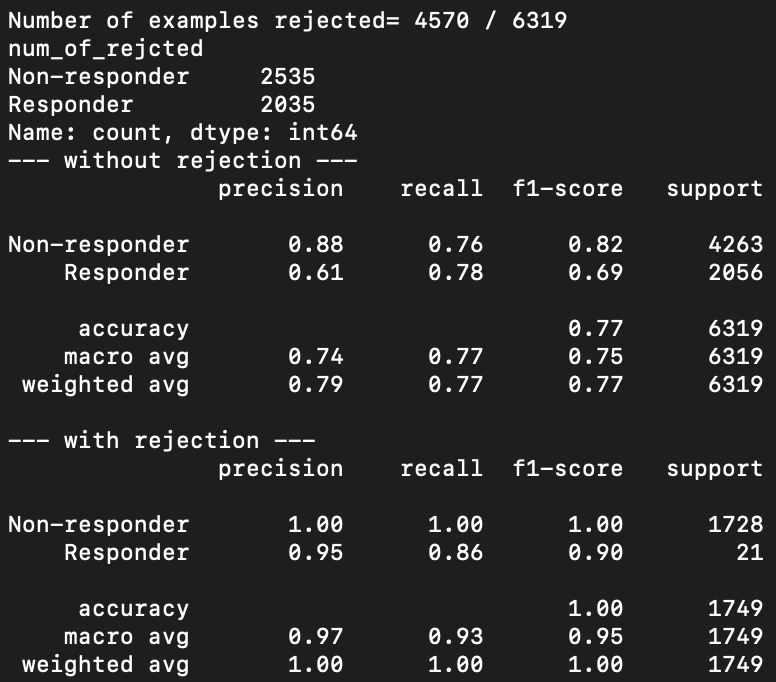 Number of examples rejected= 4570 / 6319
num_of_rejcted
Non-responder     2535
Responder         2035
Name: count, dtype: int64
--- without rejection ---
               precision    recall  f1-score   support

Non-responder       0.88      0.76      0.82      4263
    Responder       0.61      0.78      0.69      2056

     accuracy                           0.77      6319
    macro avg       0.74      0.77      0.75      6319
 weighted avg       0.79      0.77      0.77      6319

--- with rejection ---
               precision    recall  f1-score   support

Non-responder       1.00      1.00      1.00      1728
    Responder       0.95      0.86      0.90        21

     accuracy                           1.00      1749
    macro avg       0.97      0.93      0.95      1749
 weighted avg       1.00      1.00      1.00      1749